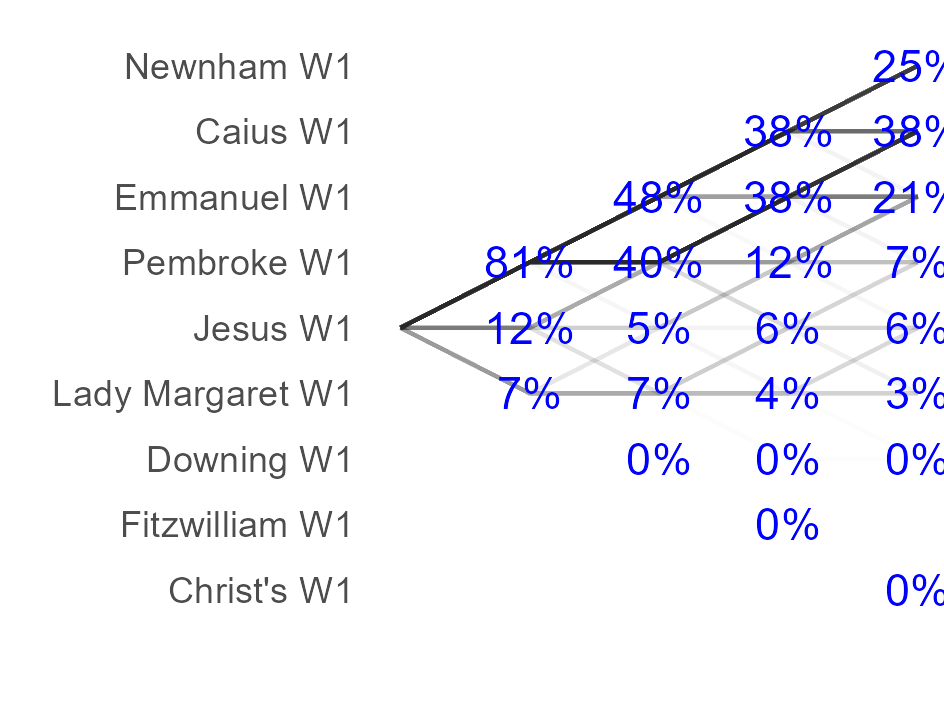 Newnham W1 25%
Caius W1 38% 38%
Emmanuel W1 48% 38% 21%
Pembroke W1 81% 40% 12% 7%
Jesus W1 12% 5% 6% 6%
Lady Margaret W1 7% 7% 4% 3%
Downing W1 0% 0% 0%
Fitzwilliam W1 0%
Christ's W1 0%